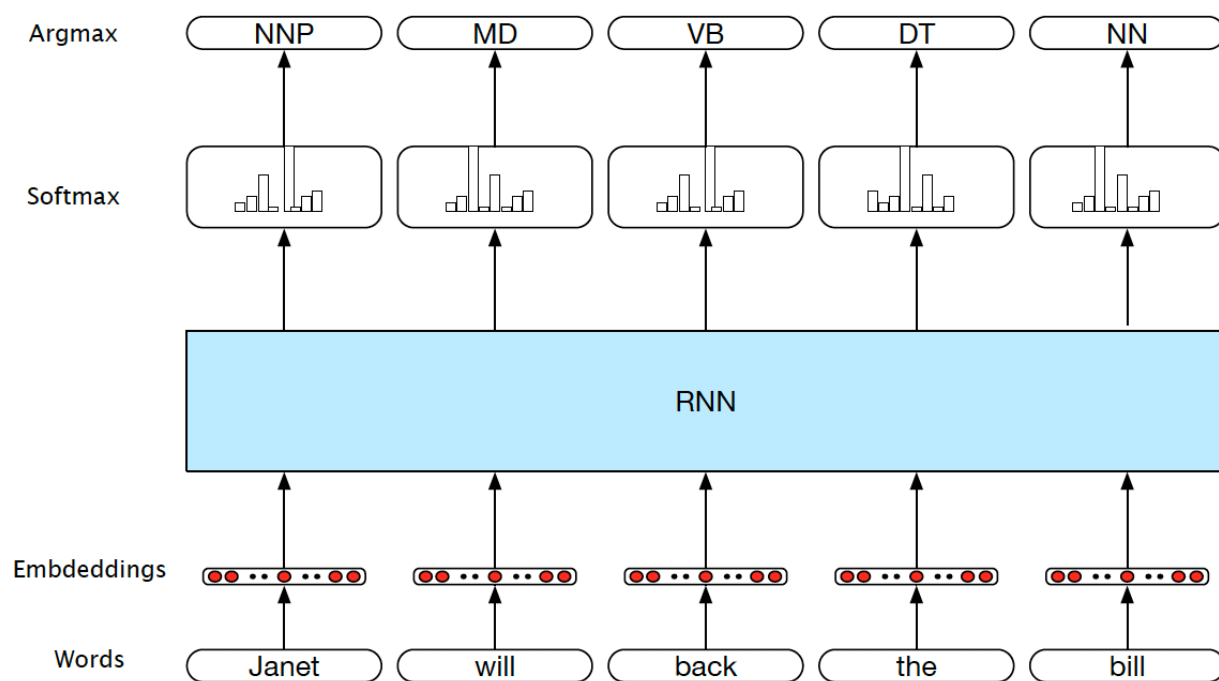 Argmax NNP MD VB DT NN
Softmax
RNN
Embdeddings
Words Janet will back the bill